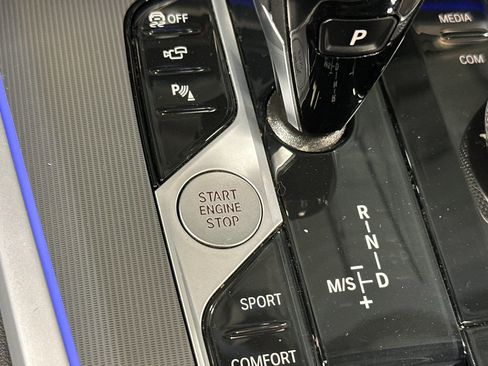 OFF
P
MEDIA
COM
P
START
ENGINE
STOP
R
N
M/S
D
+
SPORT
COMFORT